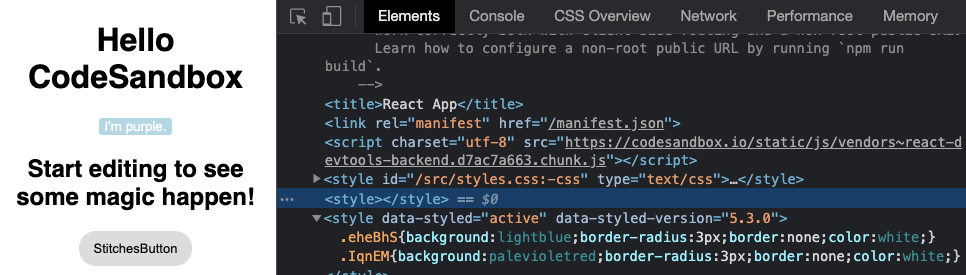 Hello
CodeSandbox
I'm purple.
Start editing to see
some magic happen!
StitchesButton
Elements Console CSS Overview Network Performance Memory
Learn how to configure a non-root public URL by running `npm run
build`.
-->
<title>React App</title>
<link rel="manifest" href="/manifest.json">
<script charset="utf-8" src="https://codesandbox.io/static/js/vendors~react-d
evtools-backend.d7ac7a663.chunk.js"></script>
<style id="/src/styles.css:-css" type="text/css">…</style>
<style></style> == $0
<style data-styled="active" data-styled-version="5.3.0">
.eheBhS{background:lightblue;border-radius:3px;border:none;color:white;}
.IqnEM{background:palevioletred;border-radius:3px;border:none;color:white;}